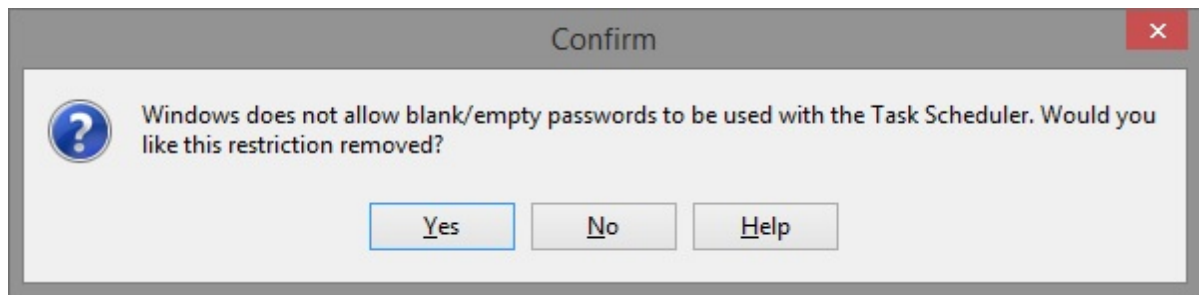 Confirm
Windows does not allow blank/empty passwords to be used with the Task Scheduler. Would you
like this restriction removed?
Yes
No
Help